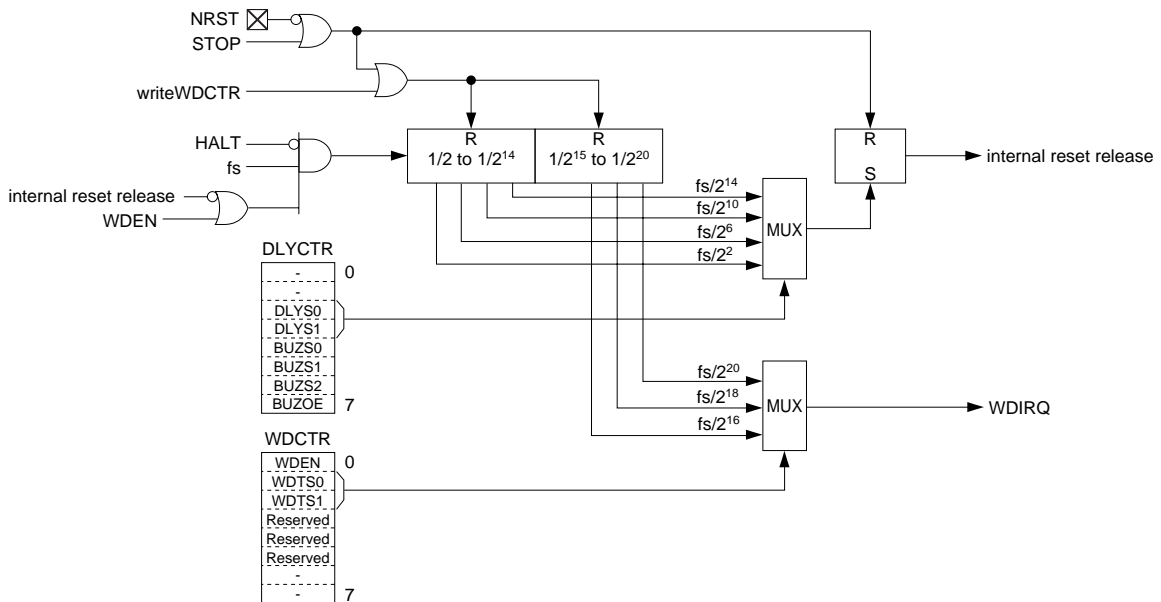 NRST
STOP
writeWDCTR
HALT
fs
internal reset release
WDEN
R
1/2 to 1/2¹⁴
R
1/2¹⁵ to 1/2²⁰
R
S
internal reset release
fs/2¹⁴
fs/2¹⁰
fs/2⁶
fs/2²
MUX
DLYCTR
- 0
-
DLYS0
DLYS1
BUZS0
BUZS1
BUZS2
BUZOE 7
fs/2²⁰
fs/2¹⁸
fs/2¹⁶
MUX
WDIRQ
WDCTR
WDEN 0
WDTS0
WDTS1
Reserved
Reserved
Reserved
-
- 7